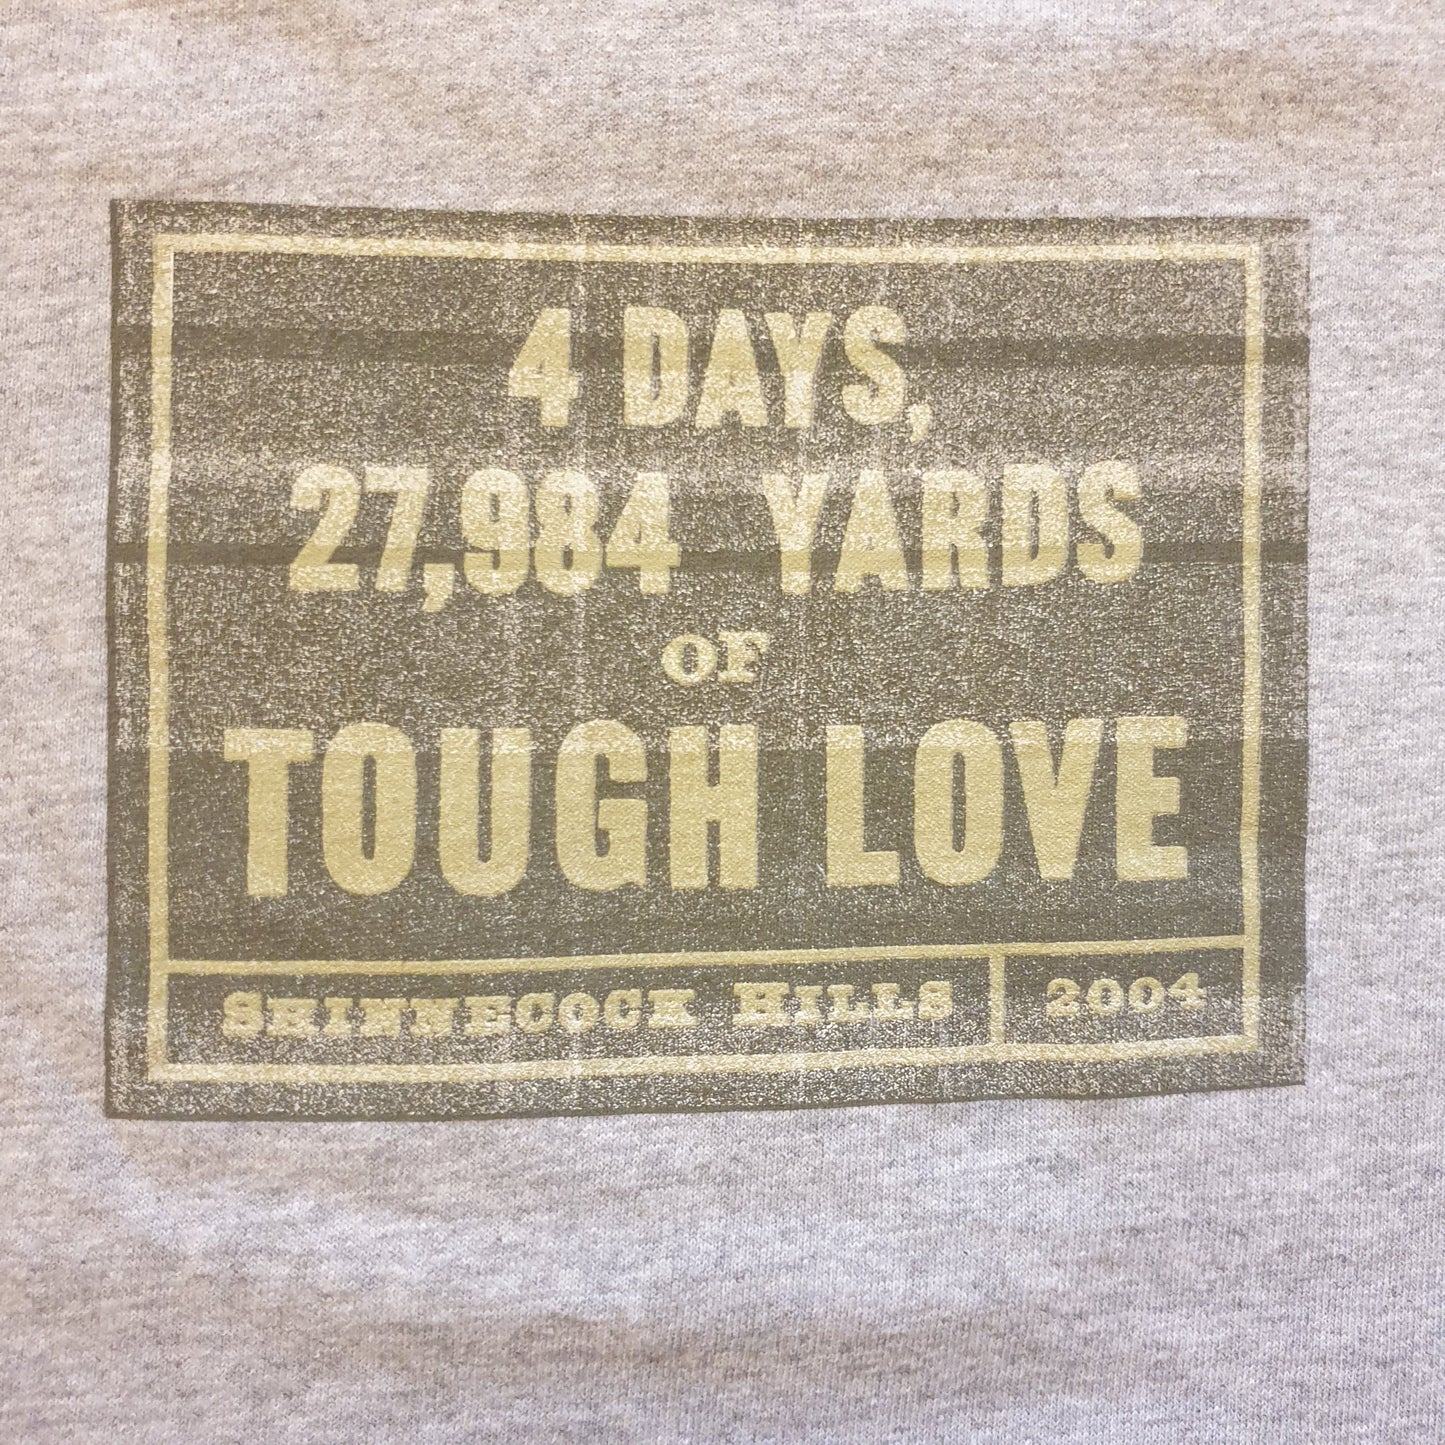 4 DAYS,
27,984 YARDS
OF
TOUGH LOVE
SHINNECOCK HILLS 2004